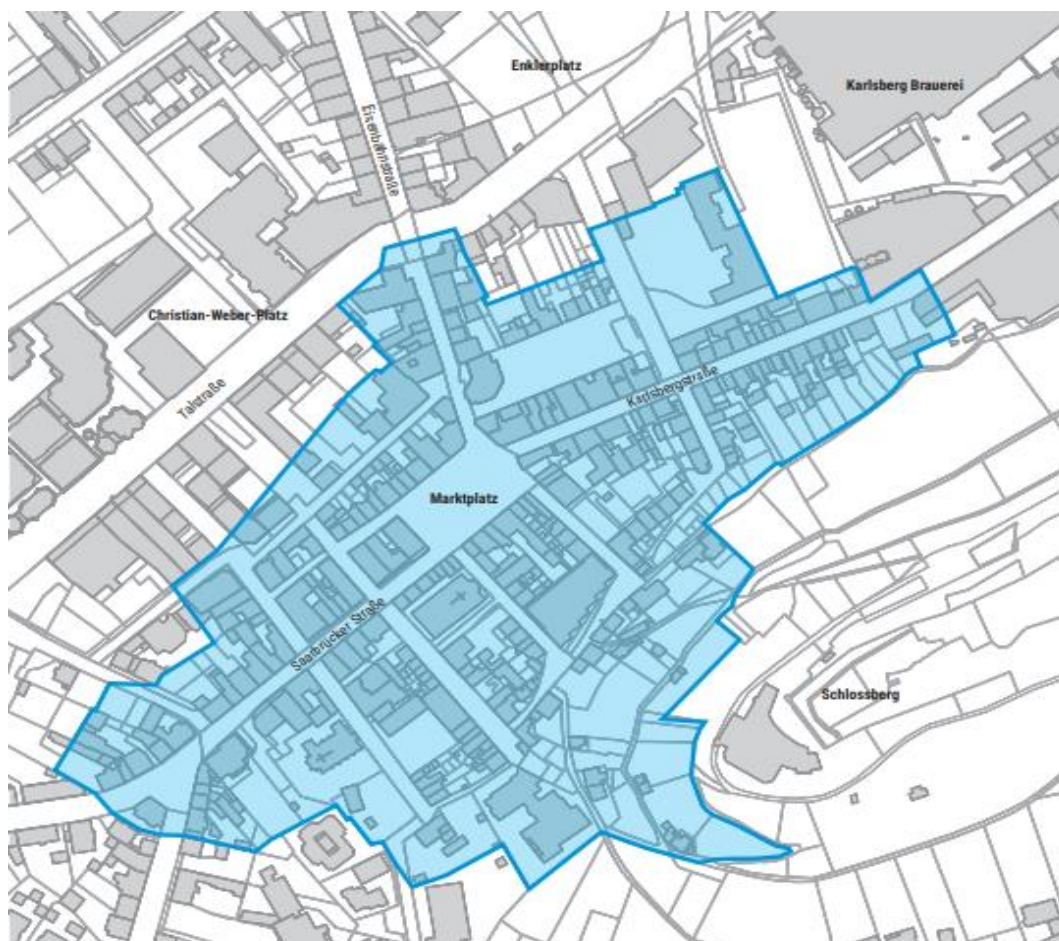 Enklerplatz
Karlsberg Brauerei
Eisenbahnstraße
Christian-Weber-Platz
Talstraße
Karlsbergstraße
Marktplatz
Saarbrücker Straße
Schlossberg